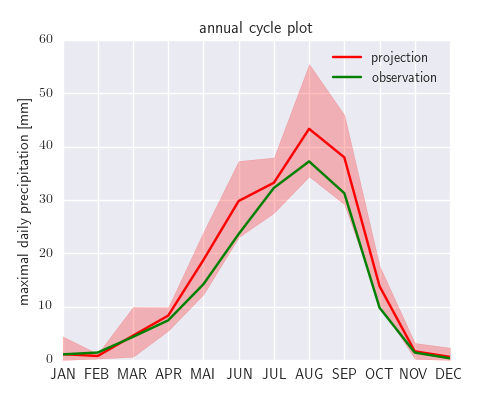 annual cycle plot
projection
observation
maximal daily precipitation [mm]
60
50
40
30
20
10
0
JAN FEB MAR APR MAI JUN JUL AUG SEP OCT NOV DEC